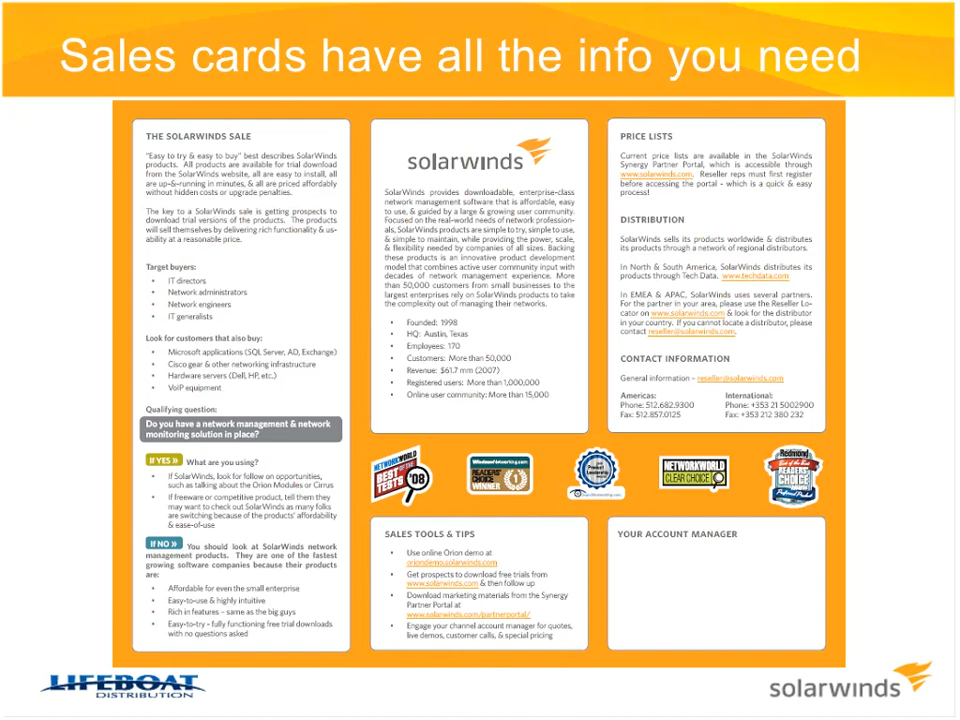 Sales cards have all the info you need
THE SOLARWINDS SALE
"Easy to try & easy to buy" best describes SolarWinds
products. All products are available for trial download
from the SolarWinds website, all are easy to install, all
are up-&-running in minutes, & all are priced affordably
without hidden costs or upgrade penalties.
The key to a SolarWinds sale is getting prospects to
download trial versions of the products. The products
will sell themselves by delivering rich functionality & us-
ability at a reasonable price.
Target buyers:
• IT directors
• Network administrators
• Network engineers
• IT generalists
Look for customers that also buy:
• Microsoft applications (SQL Server, AD, Exchange)
• Cisco gear & other networking infrastructure
• Hardware servers (Dell, HP, etc.)
• VoIP equipment
Qualifying question:
Do you have a network management & network
monitoring solution in place?
If YES » What are you using?
• If SolarWinds, look for follow on opportunities,
such as talking about the Orion Modules or Cirrus
• If freeware or competitive product, tell them they
may want to check out SolarWinds as many folks
are switching because of the products' affordability
& ease-of-use
If NO » You should look at SolarWinds network
management products. They are one of the fastest
growing software companies because their products
are:
• Affordable for even the small enterprise
• Easy-to-use & highly intuitive
• Rich in features – same as the big guys
• Easy-to-try - fully functioning free trial downloads
with no questions asked
solarwinds
SolarWinds provides downloadable, enterprise-class
network management software that is affordable, easy
to use, & guided by a large & growing user community.
Focused on the real-world needs of network profession-
als, SolarWinds products are simple to try, simple to use,
& simple to maintain, while providing the power, scale,
& flexibility needed by companies of all sizes. Backing
these products is an innovative product development
model that combines active user community input with
decades of network management experience. More
than 50,000 customers from small businesses to the
largest enterprises rely on SolarWinds products to take
the complexity out of managing their networks.
• Founded: 1998
• HQ: Austin, Texas
• Employees: 170
• Customers: More than 50,000
• Revenue: $61.7 mm (2007)
• Registered users: More than 1,000,000
• Online user community: More than 15,000
PRICE LISTS
Current price lists are available in the SolarWinds
Synergy Partner Portal, which is accessible through
www.solarwinds.com. Reseller reps must first register
before accessing the portal - which is a quick & easy
process!
DISTRIBUTION
SolarWinds sells its products worldwide & distributes
its products through a network of regional distributors.
In North & South America, SolarWinds distributes its
products through Tech Data. www.techdata.com
In EMEA & APAC, SolarWinds uses several partners.
For the partner in your area, please use the Reseller Lo-
cator on www.solarwinds.com & look for the distributor
in your country. If you cannot locate a distributor, please
contact reseller@solarwinds.com.
CONTACT INFORMATION
General information – reseller@solarwinds.com
Americas:
Phone: 512.682.9300
Fax: 512.857.0125
International:
Phone: +353 21 5002900
Fax: +353 212 380 232
NETWORKWORLD
BEST OF THE
TESTS '08
WindowsNetworking.com
READERS'
CHOICE
WINNER 1
Product
Leadership
NETWORKWORLD
CLEAR CHOICE
Redmond
Best of the Best
READERS
CHOICE
Preferred Product
SALES TOOLS & TIPS
• Use online Orion demo at
oriondemo.solarwinds.com
• Get prospects to download free trials from
www.solarwinds.com & then follow up
• Download marketing materials from the Synergy
Partner Portal at
www.solarwinds.com/partnerportal/
• Engage your channel account manager for quotes,
live demos, customer calls, & special pricing
YOUR ACCOUNT MANAGER
LIFEBOAT
DISTRIBUTION
solarwinds